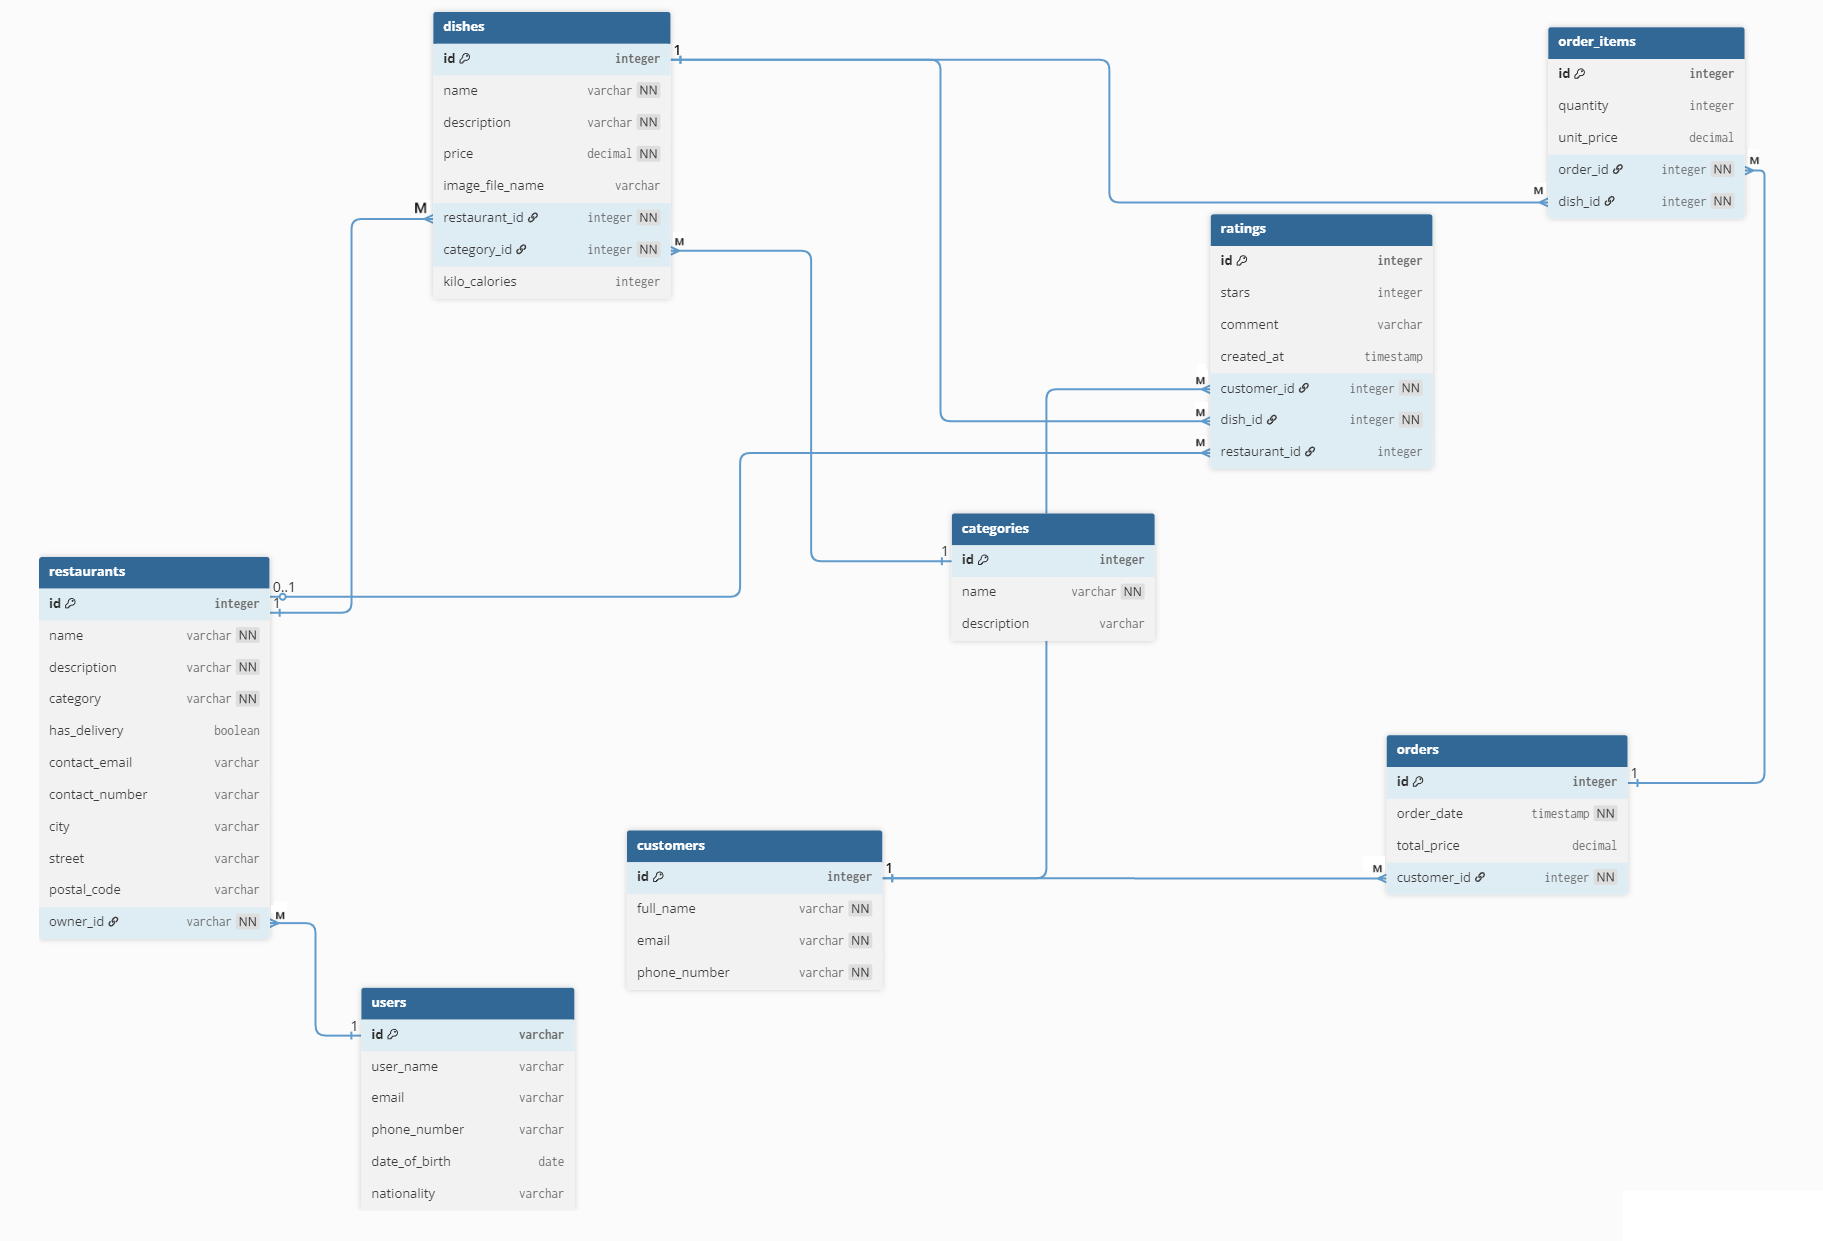 dishes
id integer
name varchar NN
description varchar NN
price decimal NN
image_file_name varchar
restaurant_id integer NN
category_id integer NN
kilo_calories integer
1
M
M
order_items
id integer
quantity integer
unit_price decimal
order_id integer NN
dish_id integer NN
M
M
ratings
id integer
stars integer
comment varchar
created_at timestamp
customer_id integer NN
dish_id integer NN
restaurant_id integer
M
M
M
categories
id integer
name varchar NN
description varchar
1
restaurants
id integer
name varchar NN
description varchar NN
category varchar NN
has_delivery boolean
contact_email varchar
contact_number varchar
city varchar
street varchar
postal_code varchar
owner_id varchar NN
0..1
1
M
orders
id integer
order_date timestamp NN
total_price decimal
customer_id integer NN
1
M
customers
id integer
full_name varchar NN
email varchar NN
phone_number varchar NN
1
users
id varchar
user_name varchar
email varchar
phone_number varchar
date_of_birth date
nationality varchar
1